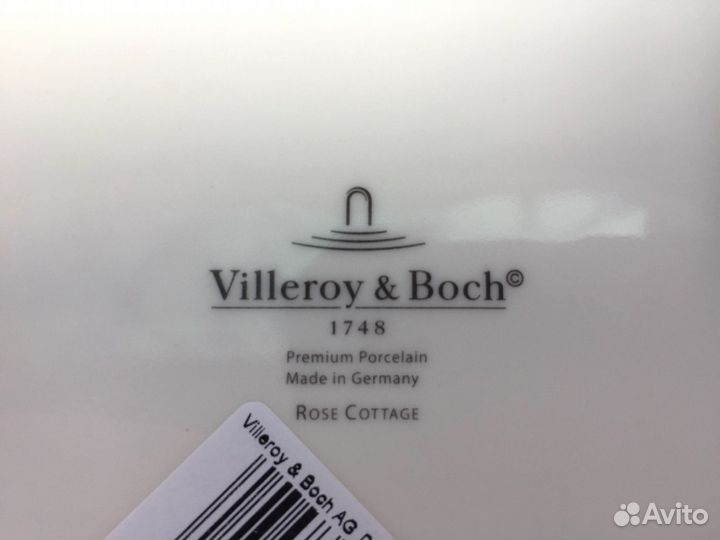 Villeroy & Boch©
1748
Premium Porcelain
Made in Germany
ROSE COTTAGE
Villeroy & Boch AG
Avito